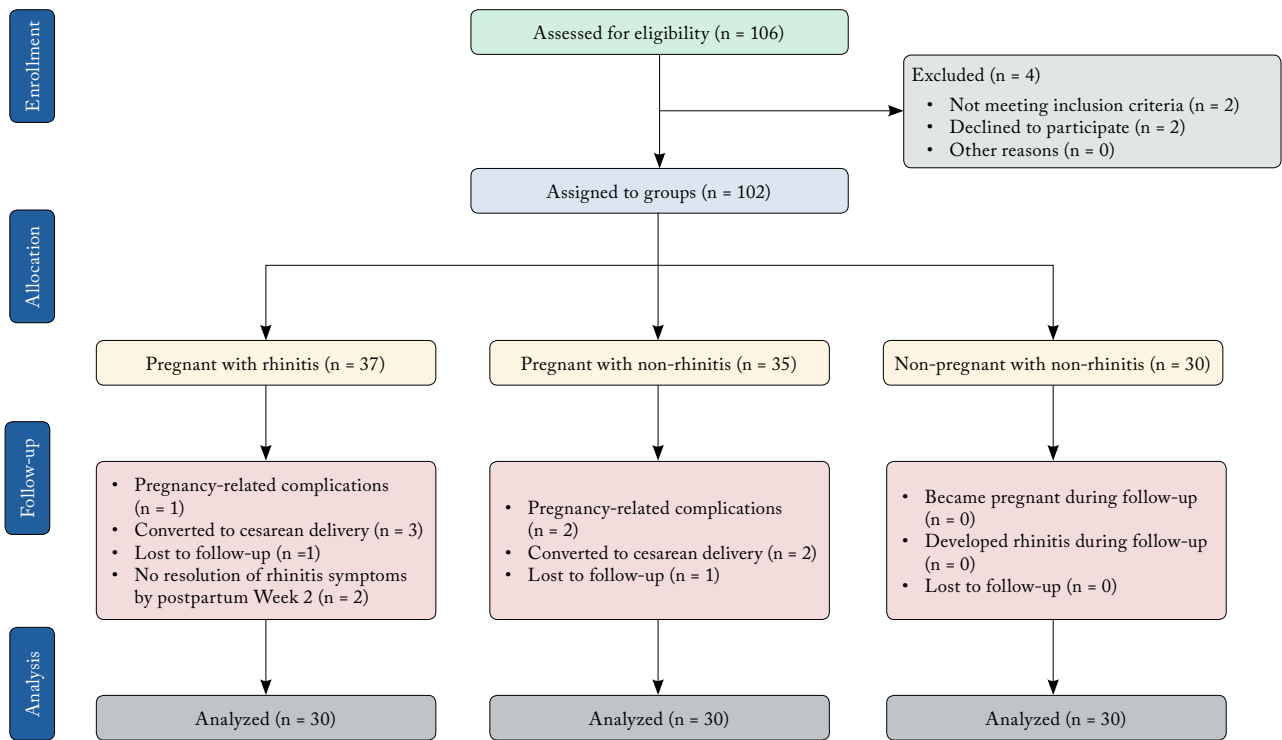 Enrollment
Assessed for eligibility (n = 106)
Excluded (n = 4)
• Not meeting inclusion criteria (n = 2)
• Declined to participate (n = 2)
• Other reasons (n = 0)
Assigned to groups (n = 102)
Allocation
Pregnant with rhinitis (n = 37)
Pregnant with non-rhinitis (n = 35)
Non-pregnant with non-rhinitis (n = 30)
Follow-up
• Pregnancy-related complications
(n = 1)
• Converted to cesarean delivery (n = 3)
• Lost to follow-up (n =1)
• No resolution of rhinitis symptoms
by postpartum Week 2 (n = 2)
• Pregnancy-related complications
(n = 2)
• Converted to cesarean delivery (n = 2)
• Lost to follow-up (n = 1)
• Became pregnant during follow-up
(n = 0)
• Developed rhinitis during follow-up
(n = 0)
• Lost to follow-up (n = 0)
Analysis
Analyzed (n = 30)
Analyzed (n = 30)
Analyzed (n = 30)